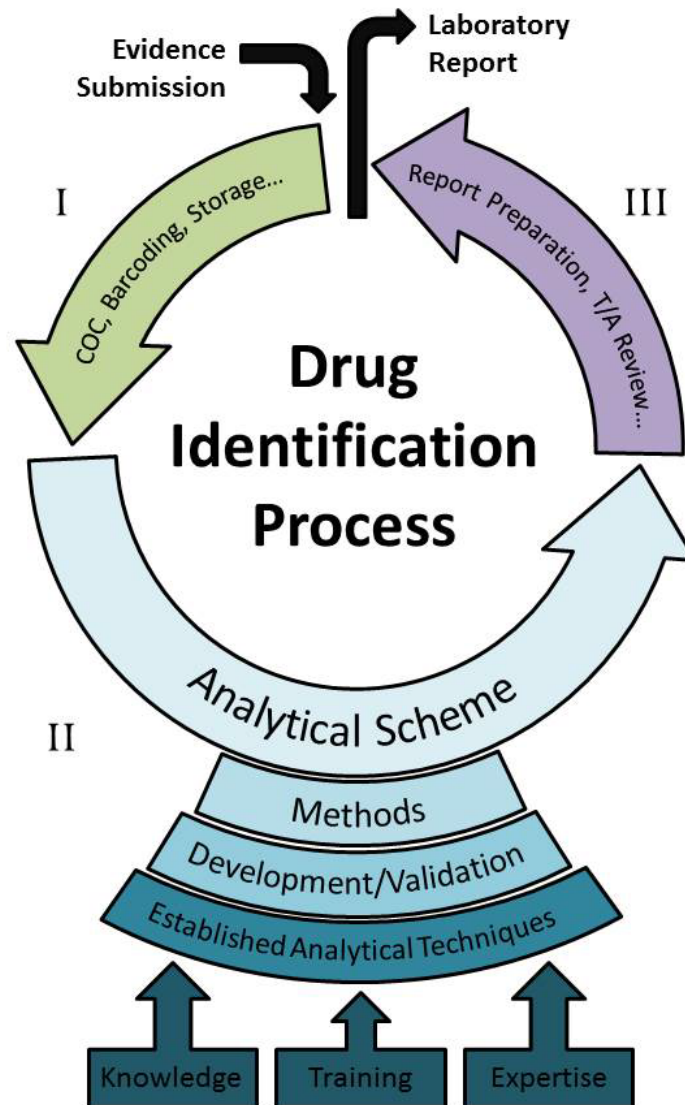 Evidence
Submission
Laboratory
Report
I
COC, Barcoding, Storage...
III
Report Preparation, T/A Review...
Drug
Identification
Process
Analytical Scheme
II
Methods
Development/Validation
Established Analytical Techniques
Knowledge
Training
Expertise